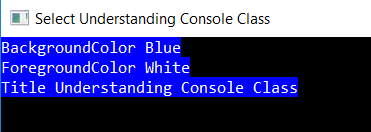 Select Understanding Console Class
BackgroundColor Blue
ForegroundColor White
Title Understanding Console Class